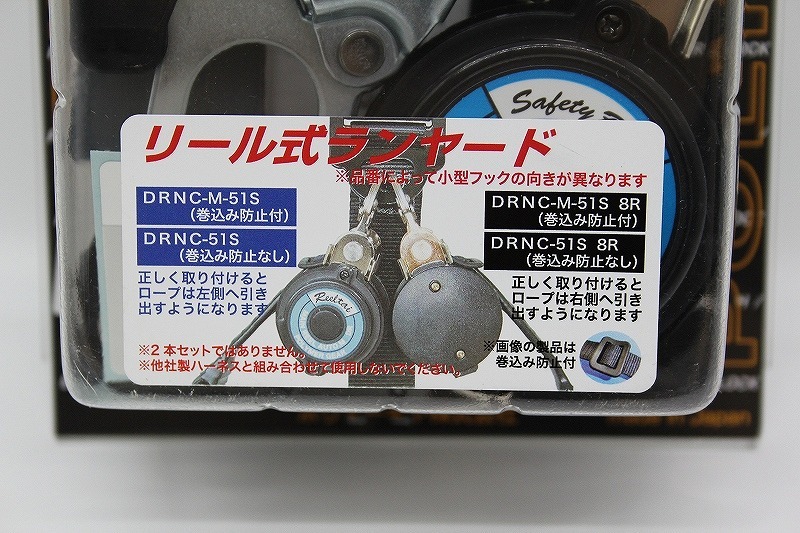 Safety
リール式ランヤード
※品番によって小型フックの向きが異なります
DRNC-M-51S
(巻込み防止付)
DRNC-51S
(巻込み防止なし)
正しく取り付けると
ロープは左側へ引き
出すようになります
Reeltai
DRNC-M-51S 8R
(巻込み防止付)
DRNC-51S 8R
(巻込み防止なし)
正しく取り付けると
ロープは右側へ引き
出すようになります
※画像の製品は
巻込み防止付
※2本セットではありません。
※他社製ハーネスと組み合わせて使用しないでください。
Made in Japan